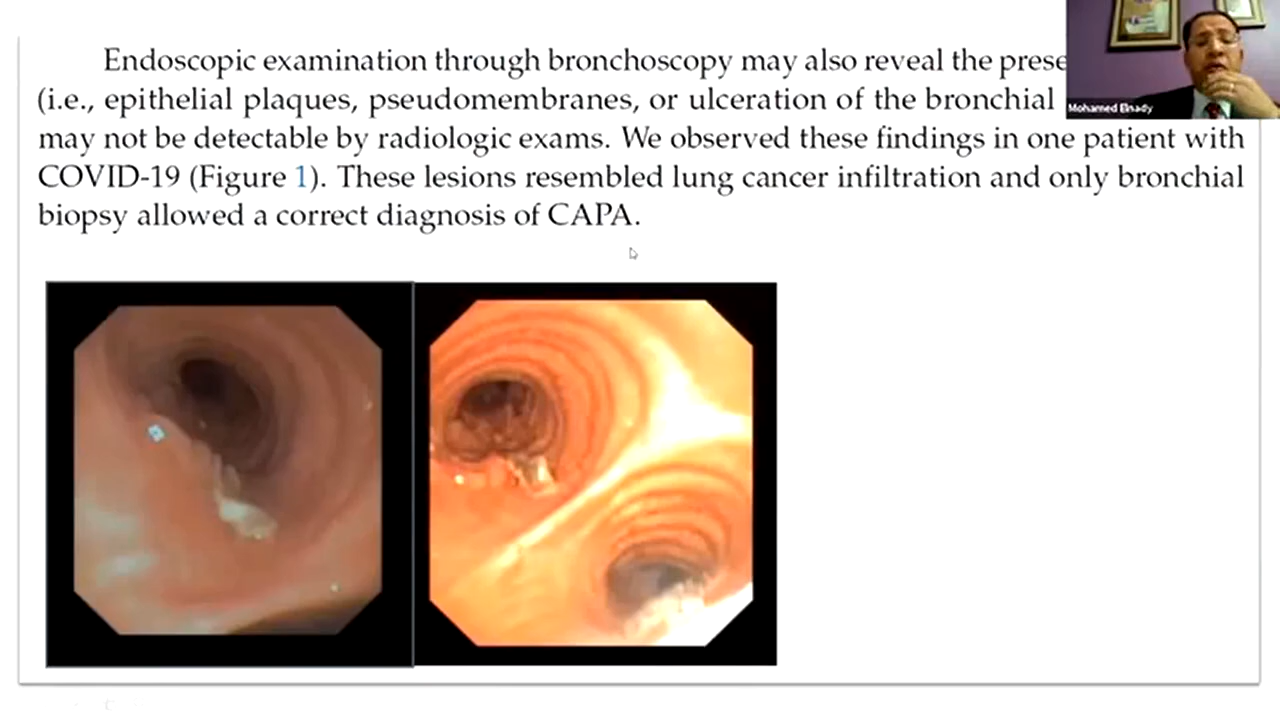 Endoscopic examination through bronchoscopy may also reveal the
(i.e., epithelial plaques, pseudomembranes, or ulceration of the bronchial
Mohamed Elnady
may not be detectable by radiologic exams. We observed these findings in one patient with
COVID-19 (Figure 1). These lesions resembled lung cancer infiltration and only bronchial
biopsy allowed a correct diagnosis of CAPA.